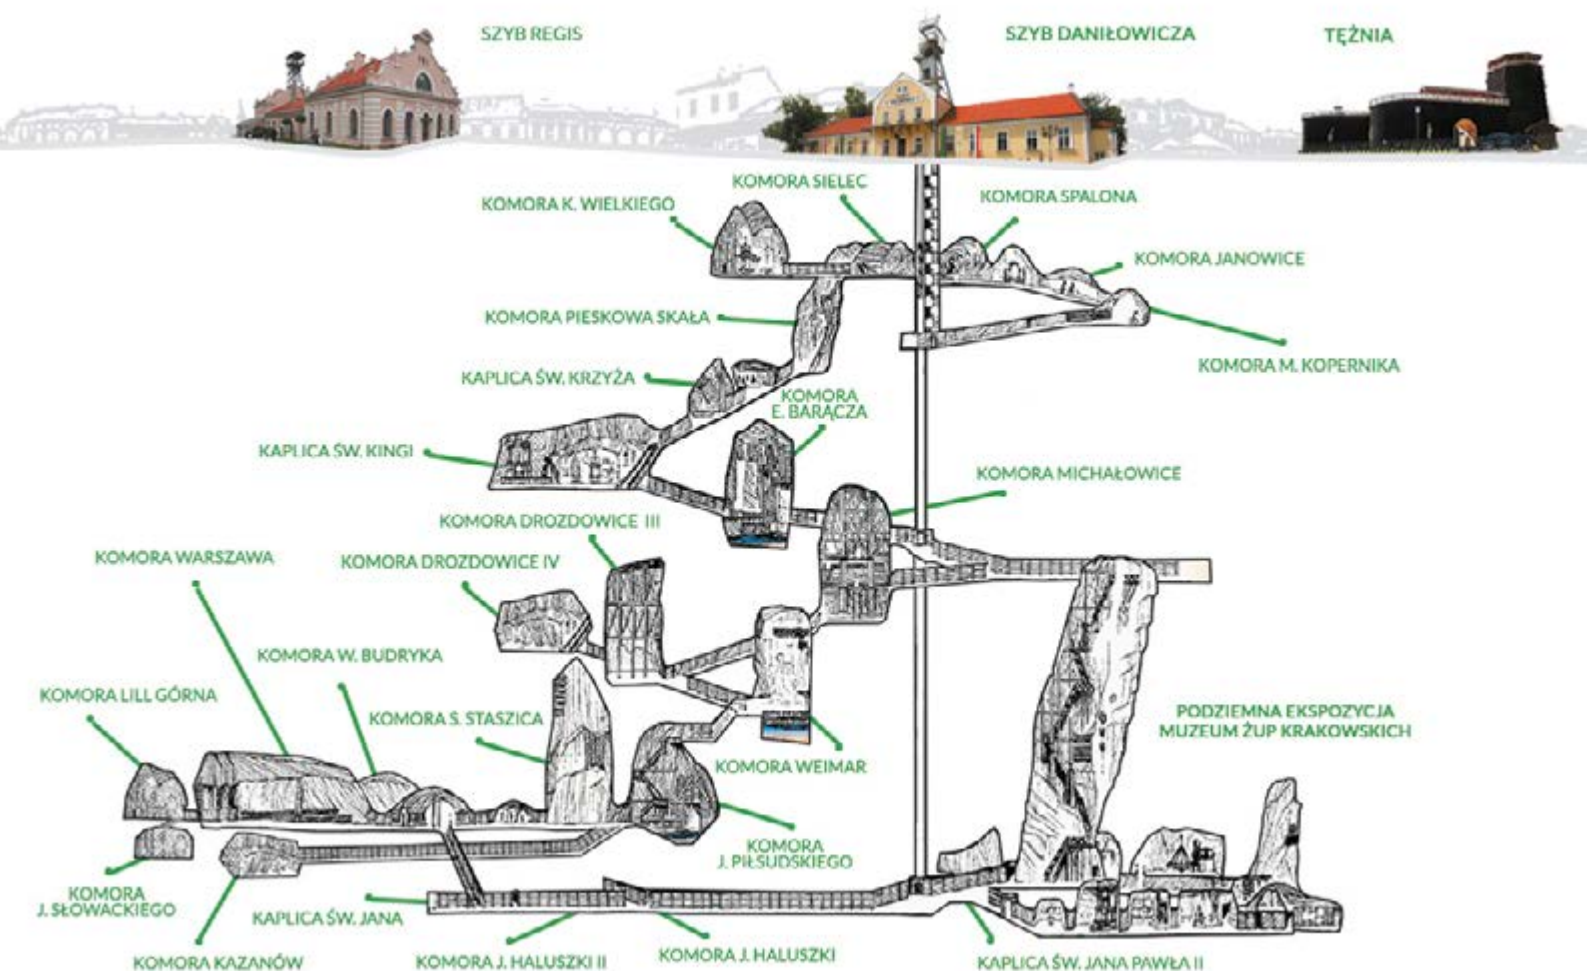 SZYB REGIS
SZYB DANIŁOWICZA
TĘŻNIA
KOMORA SIELEC
KOMORA K. WIELKIEGO
KOMORA SPALONA
KOMORA JANOWICE
KOMORA PIESKOWA SKAŁA
KOMORA M. KOPERNIKA
KAPLICA ŚW. KRZYŻA
KOMORA
E. BARĄCZA
KAPLICA ŚW. KINGI
KOMORA MICHAŁOWICE
KOMORA DROZDOWICE III
KOMORA WARSZAWA
KOMORA DROZDOWICE IV
KOMORA W. BUDRYKA
KOMORA LILL GÓRNA
KOMORA S. STASZICA
PODZIEMNA EKSPOZYCJA
MUZEUM ŻUP KRAKOWSKICH
KOMORA WEIMAR
KOMORA
J. PIŁSUDSKIEGO
KOMORA
J. SŁOWACKIEGO
KAPLICA ŚW. JANA
KOMORA KAZANÓW
KOMORA J. HALUSZKI II
KOMORA J. HALUSZKI
KAPLICA ŚW. JANA PAWŁA II